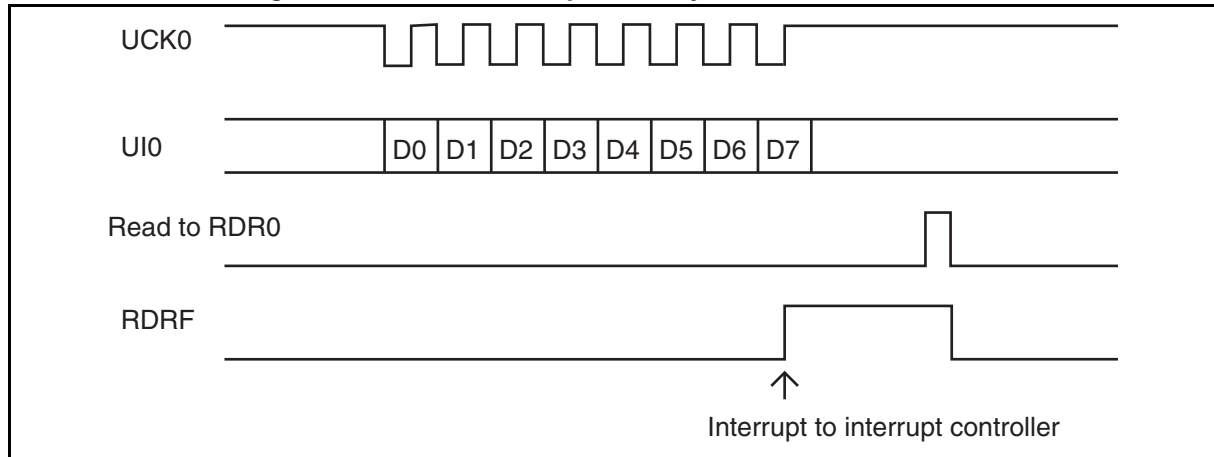 UCK0
UI0
D0 D1 D2 D3 D4 D5 D6 D7
Read to RDR0
RDRF
Interrupt to interrupt controller